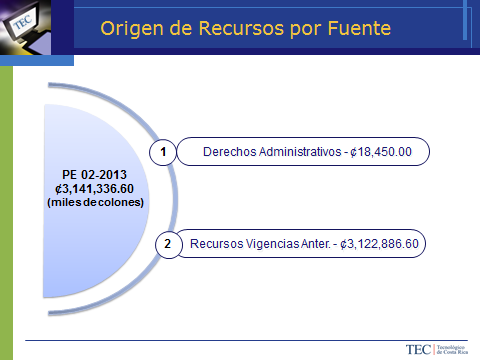 TEC
Origen de Recursos por Fuente
PE 02-2013
¢3,141,336.60
(miles de colones)
1
Derechos Administrativos - ¢18,450.00
2
Recursos Vigencias Anter. - ¢3,122,886.60
TEC
Tecnológico
de Costa Rica